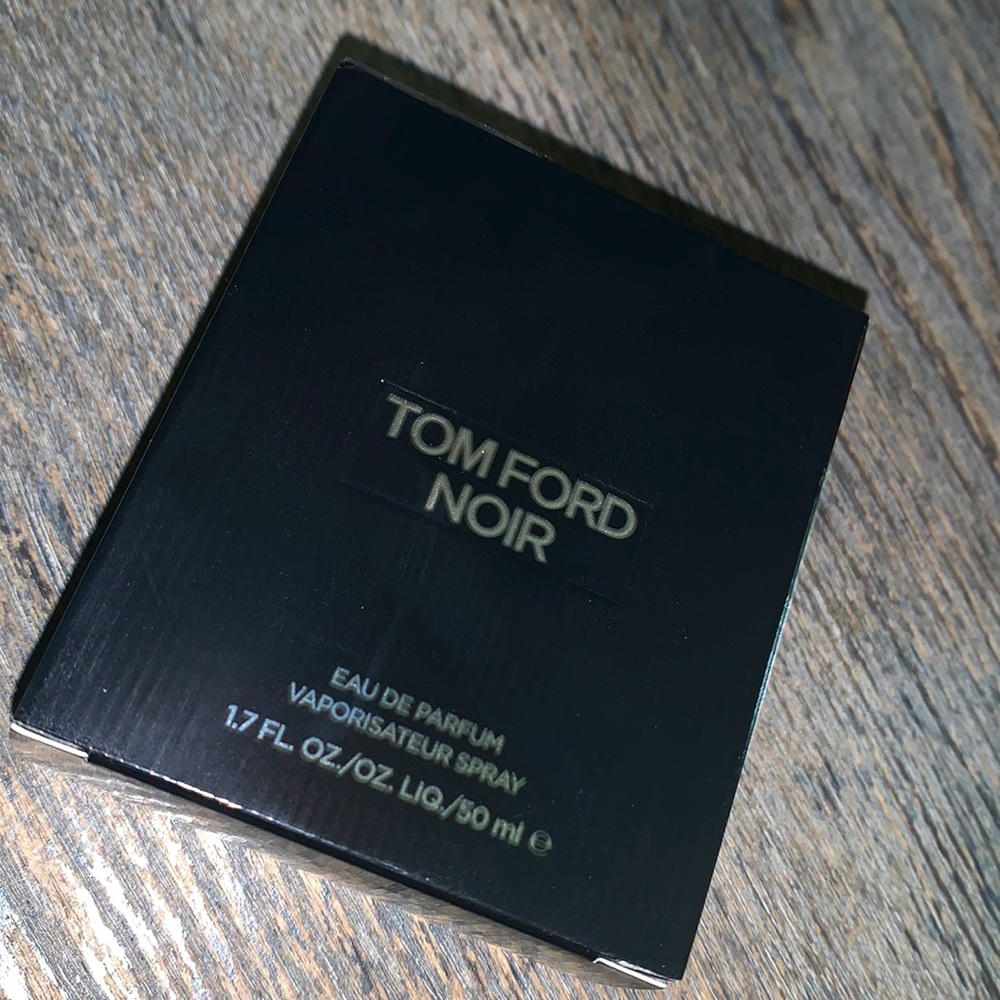 TOM FORD
NOIR
EAU DE PARFUM
VAPORISATEUR SPRAY
1.7 FL. OZ./OZ. LIQ./50 ml ℮